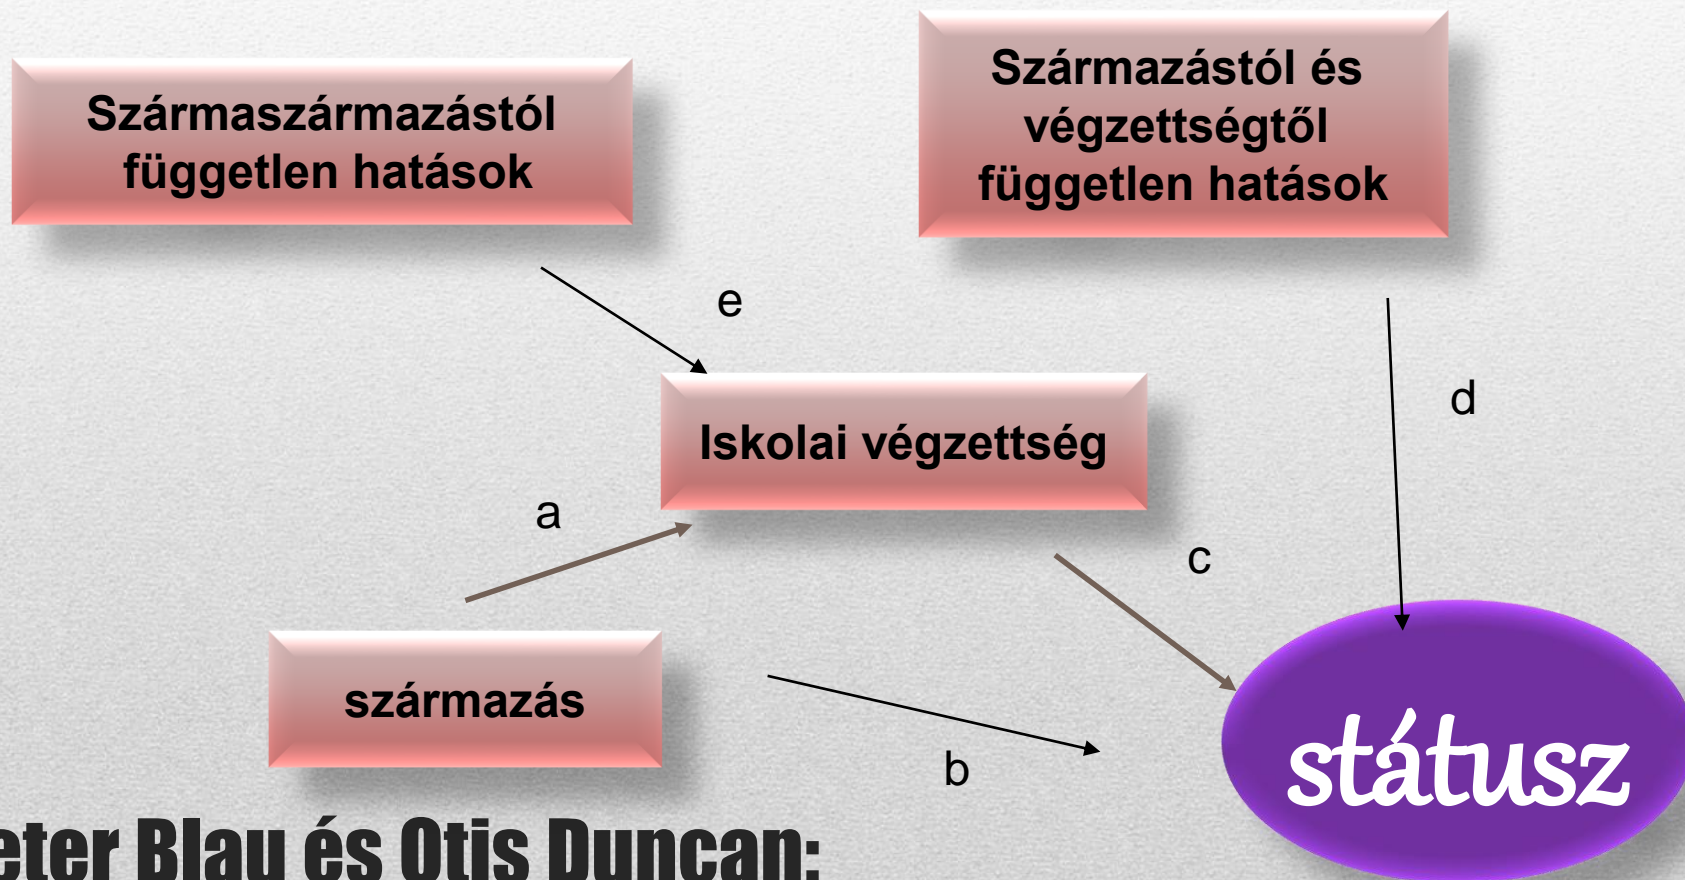 Származástól és
végzettségtől
független hatások
Szármaszármazástól
független hatások
e
d
Iskolai végzettség
a
c
származás
b
státusz
eter Blau és Otis Duncan: